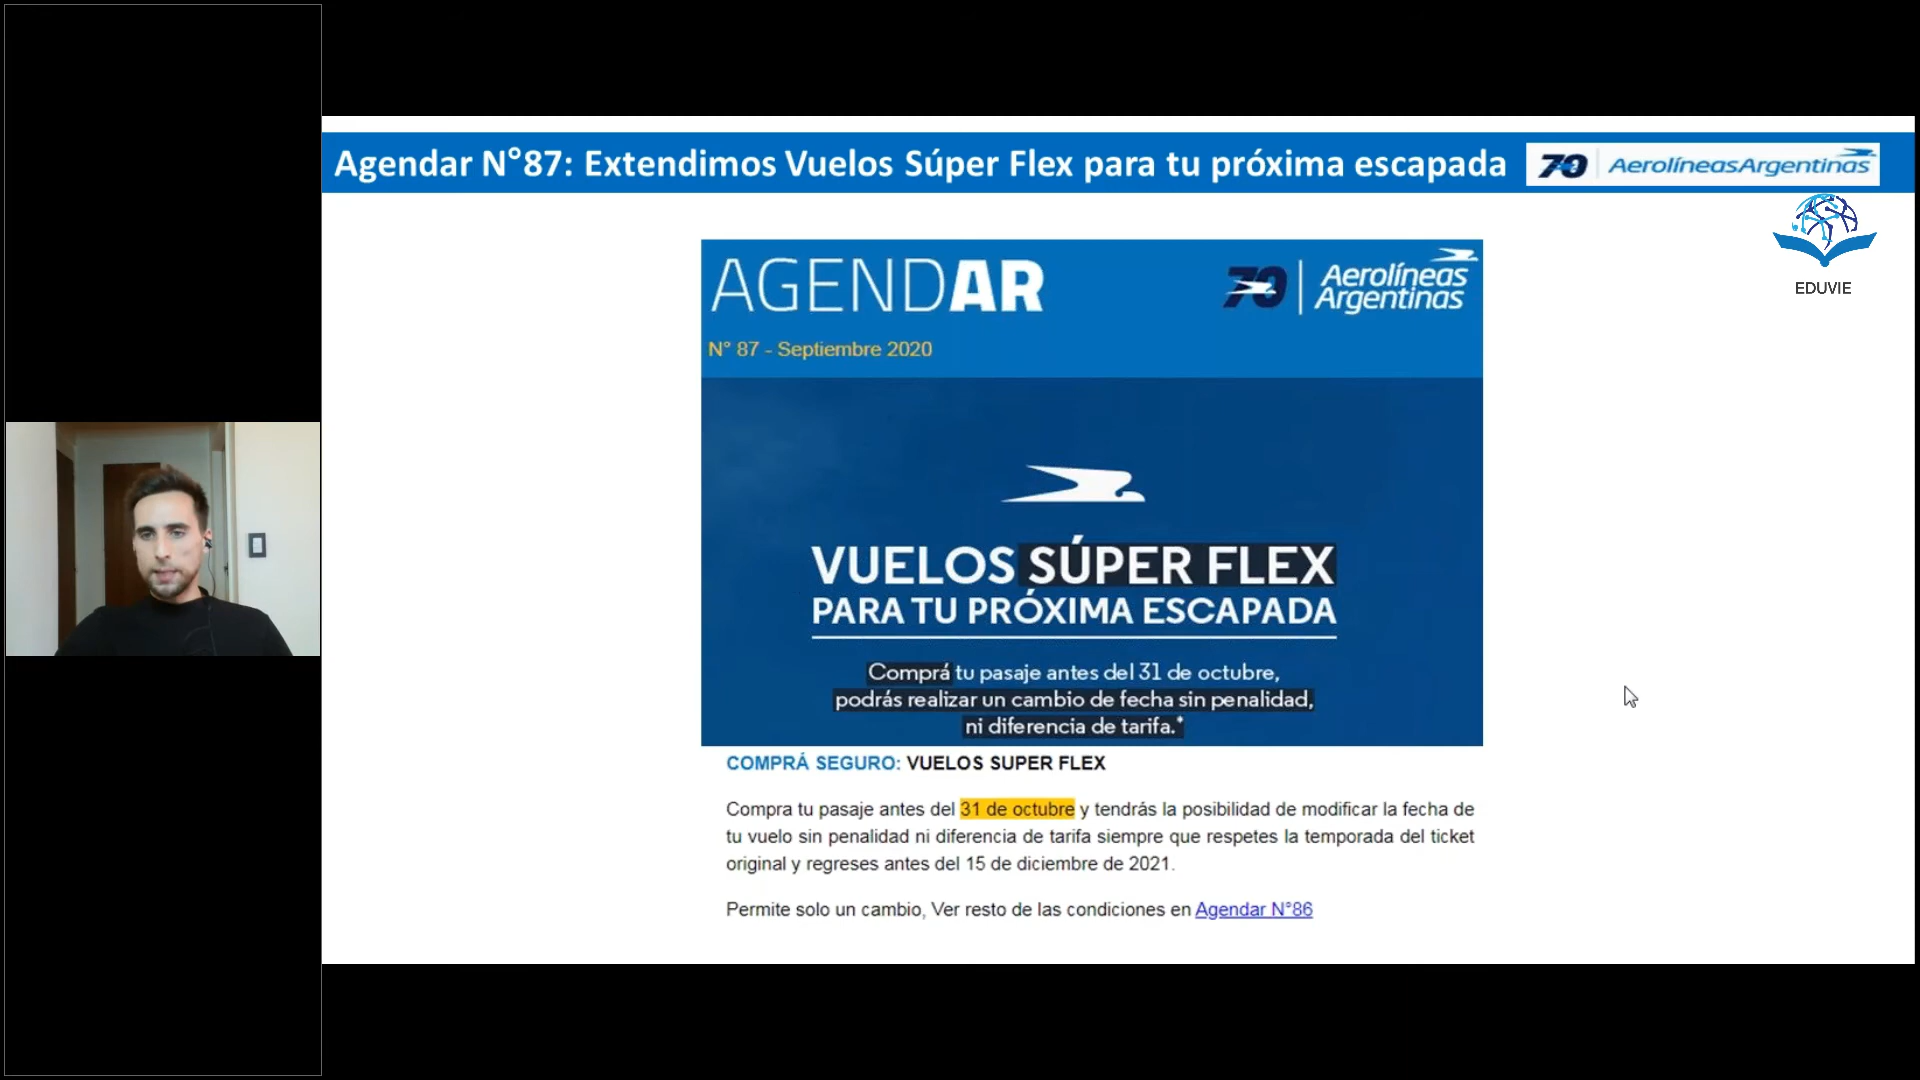 Agendar N°87: Extendimos Vuelos Súper Flex para tu próxima escapada
70 AerolíneasArgentinas
EDUVIE
AGENDAR
70 Aerolíneas
Argentinas
N° 87 - Septiembre 2020
VUELOS SÚPER FLEX
PARA TU PRÓXIMA ESCAPADA
Comprá tu pasaje antes del 31 de octubre,
podrás realizar un cambio de fecha sin penalidad,
ni diferencia de tarifa.*
COMPRÁ SEGURO: VUELOS SUPER FLEX
Compra tu pasaje antes del 31 de octubre y tendrás la posibilidad de modificar la fecha de
tu vuelo sin penalidad ni diferencia de tarifa siempre que respetes la temporada del ticket
original y regreses antes del 15 de diciembre de 2021.
Permite solo un cambio, Ver resto de las condiciones en Agendar N°86